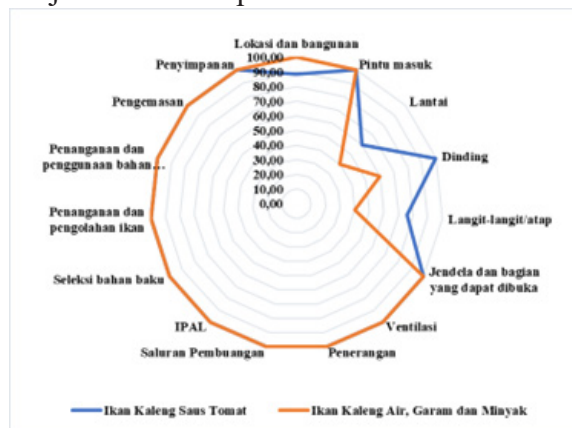 Lokasi dan bangunan
100,00
90,00
80,00
70,00
60,00
50,00
40,00
30,00
20,00
10,00
0,00
Pintu masuk
Lantai
Dinding
Langit-langit/atap
Jendela dan bagian
yang dapat dibuka
Ventilasi
Penerangan
Saluran Pembuangan
IPAL
Seleksi bahan baku
Penanganan dan
pengolahan ikan
Penanganan dan
penggunaan bahan …
Pengemasan
Penyimpanan
Ikan Kaleng Saus Tomat
Ikan Kaleng Air, Garam dan Minyak